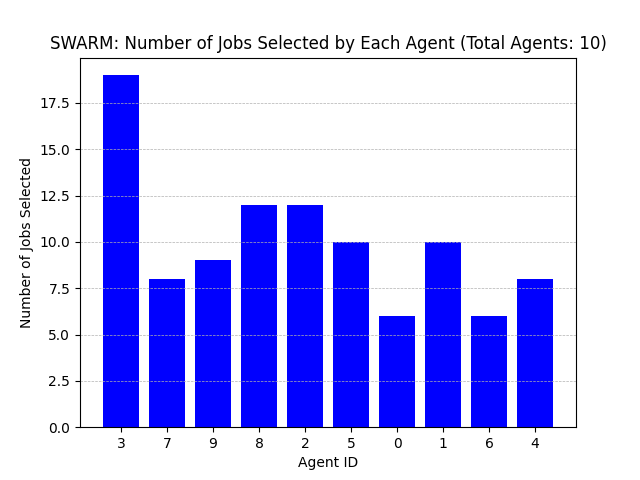 SWARM: Number of Jobs Selected by Each Agent (Total Agents: 10)
Number of Jobs Selected
17.5
15.0
12.5
10.0
7.5
5.0
2.5
0.0
3 7 9 8 2 5 0 1 6 4
Agent ID